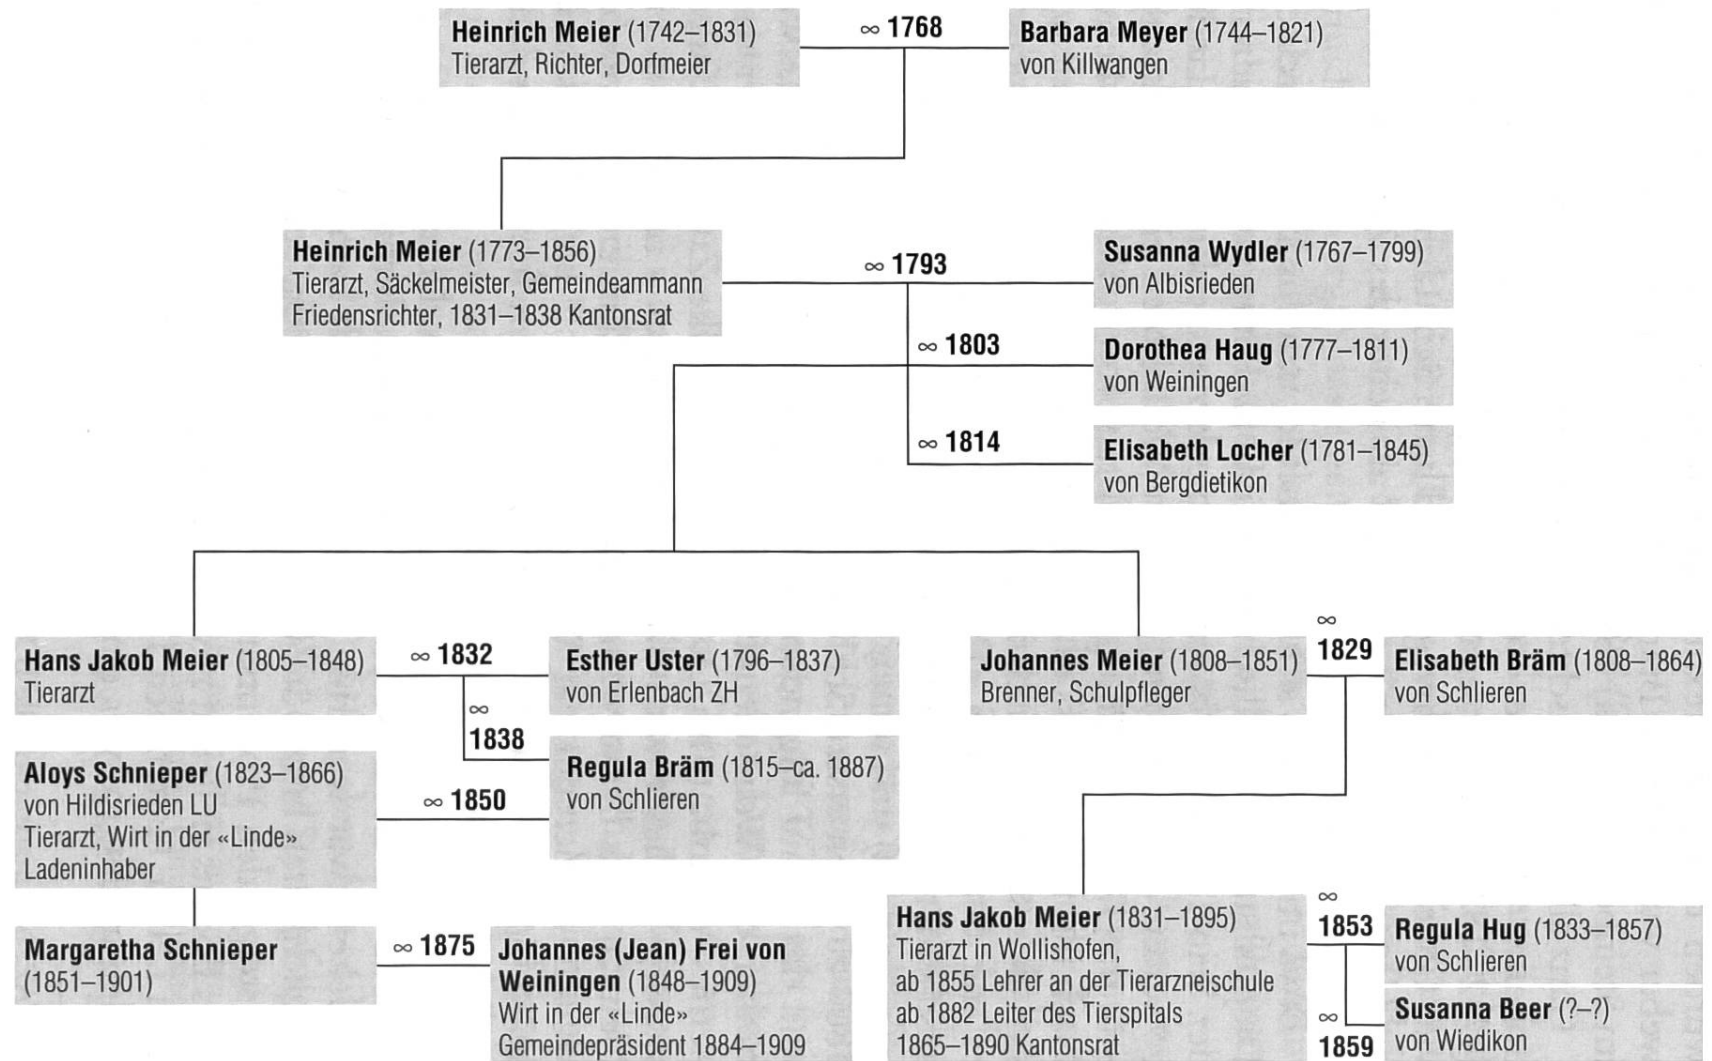 Heinrich Meier (1742–1831)
Tierarzt, Richter, Dorfmeier
∞ 1768
Barbara Meyer (1744–1821)
von Killwangen
Heinrich Meier (1773–1856)
Tierarzt, Säckelmeister, Gemeindeammann
Friedensrichter, 1831–1838 Kantonsrat
∞ 1793
Susanna Wydler (1767–1799)
von Albisrieden
∞ 1803
Dorothea Haug (1777–1811)
von Weiningen
∞ 1814
Elisabeth Locher (1781–1845)
von Bergdietikon
Hans Jakob Meier (1805–1848)
Tierarzt
∞ 1832
Esther Uster (1796–1837)
von Erlenbach ZH
∞
1838
Regula Bräm (1815–ca. 1887)
von Schlieren
Johannes Meier (1808–1851)
Brenner, Schulpfleger
∞
1829
Elisabeth Bräm (1808–1864)
von Schlieren
Aloys Schnieper (1823–1866)
von Hildisrieden LU
Tierarzt, Wirt in der «Linde»
Ladeninhaber
∞ 1850
Margaretha Schnieper
(1851–1901)
∞ 1875
Johannes (Jean) Frei von
Weiningen (1848–1909)
Wirt in der «Linde»
Gemeindepräsident 1884–1909
Hans Jakob Meier (1831–1895)
Tierarzt in Wollishofen,
ab 1855 Lehrer an der Tierarzneischule
ab 1882 Leiter des Tierspitals
1865–1890 Kantonsrat
∞
1853
Regula Hug (1833–1857)
von Schlieren
∞
1859
Susanna Beer (?–?)
von Wiedikon